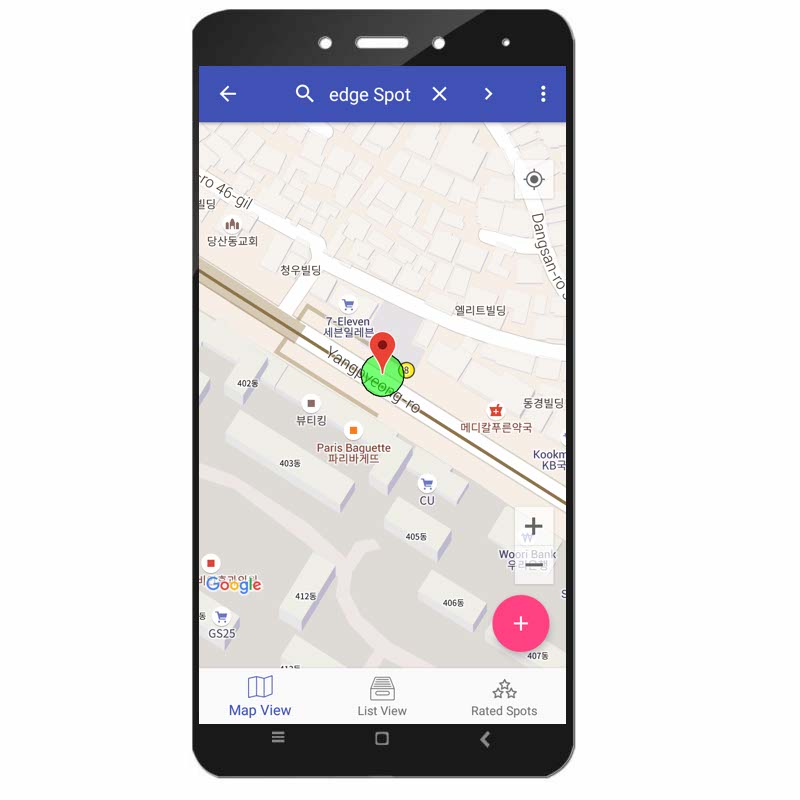 edge Spot
-ro 46-gil
빌딩
당산동교회
Dangsan-ro
청우빌딩
엘리트빌딩
7-Eleven
세븐일레븐
Yangpyeong-ro
8
402동
동경빌딩
뷰티킹
메디칼푸른약국
Paris Baguette
파리바게뜨
403동
Kookm
KB국
CU
405동
Woori Bank
우리은행
Google
412동
406동
동
GS25
407동
Map View
List View
Rated Spots